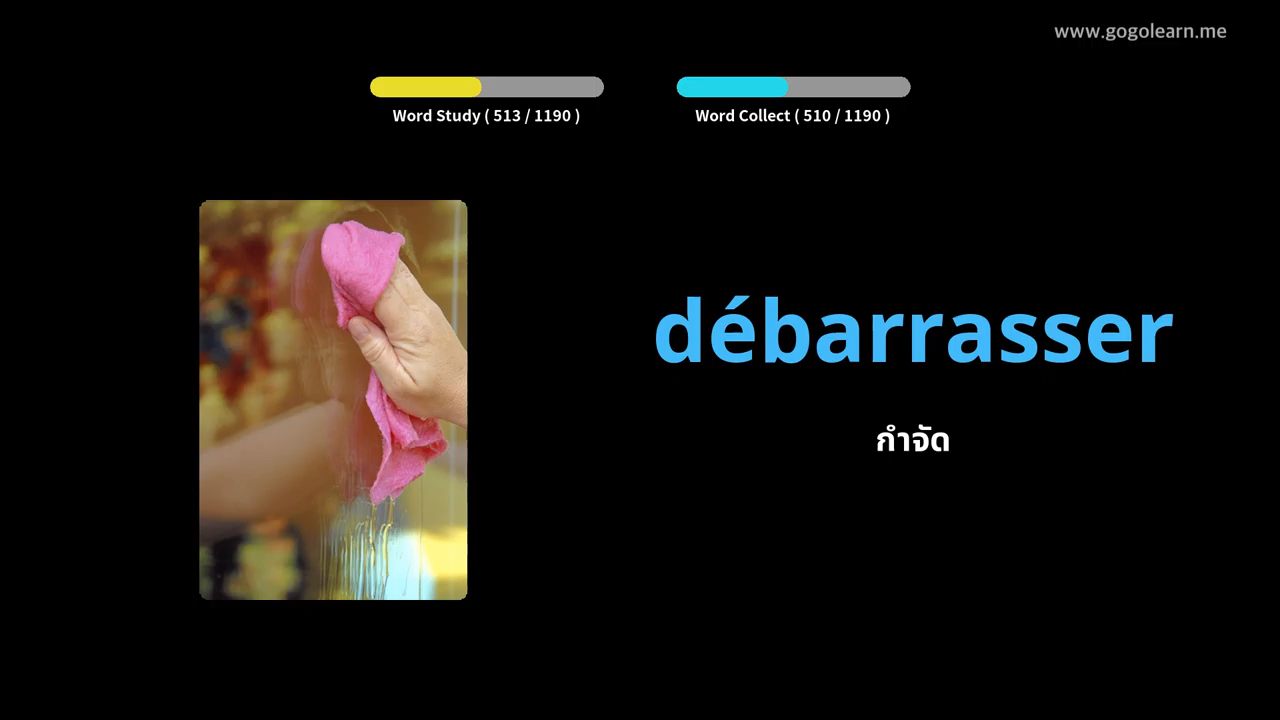 www.gogolearn.me
Word Study ( 513 / 1190 )
Word Collect ( 510 / 1190 )
débarrasser
กำจัด